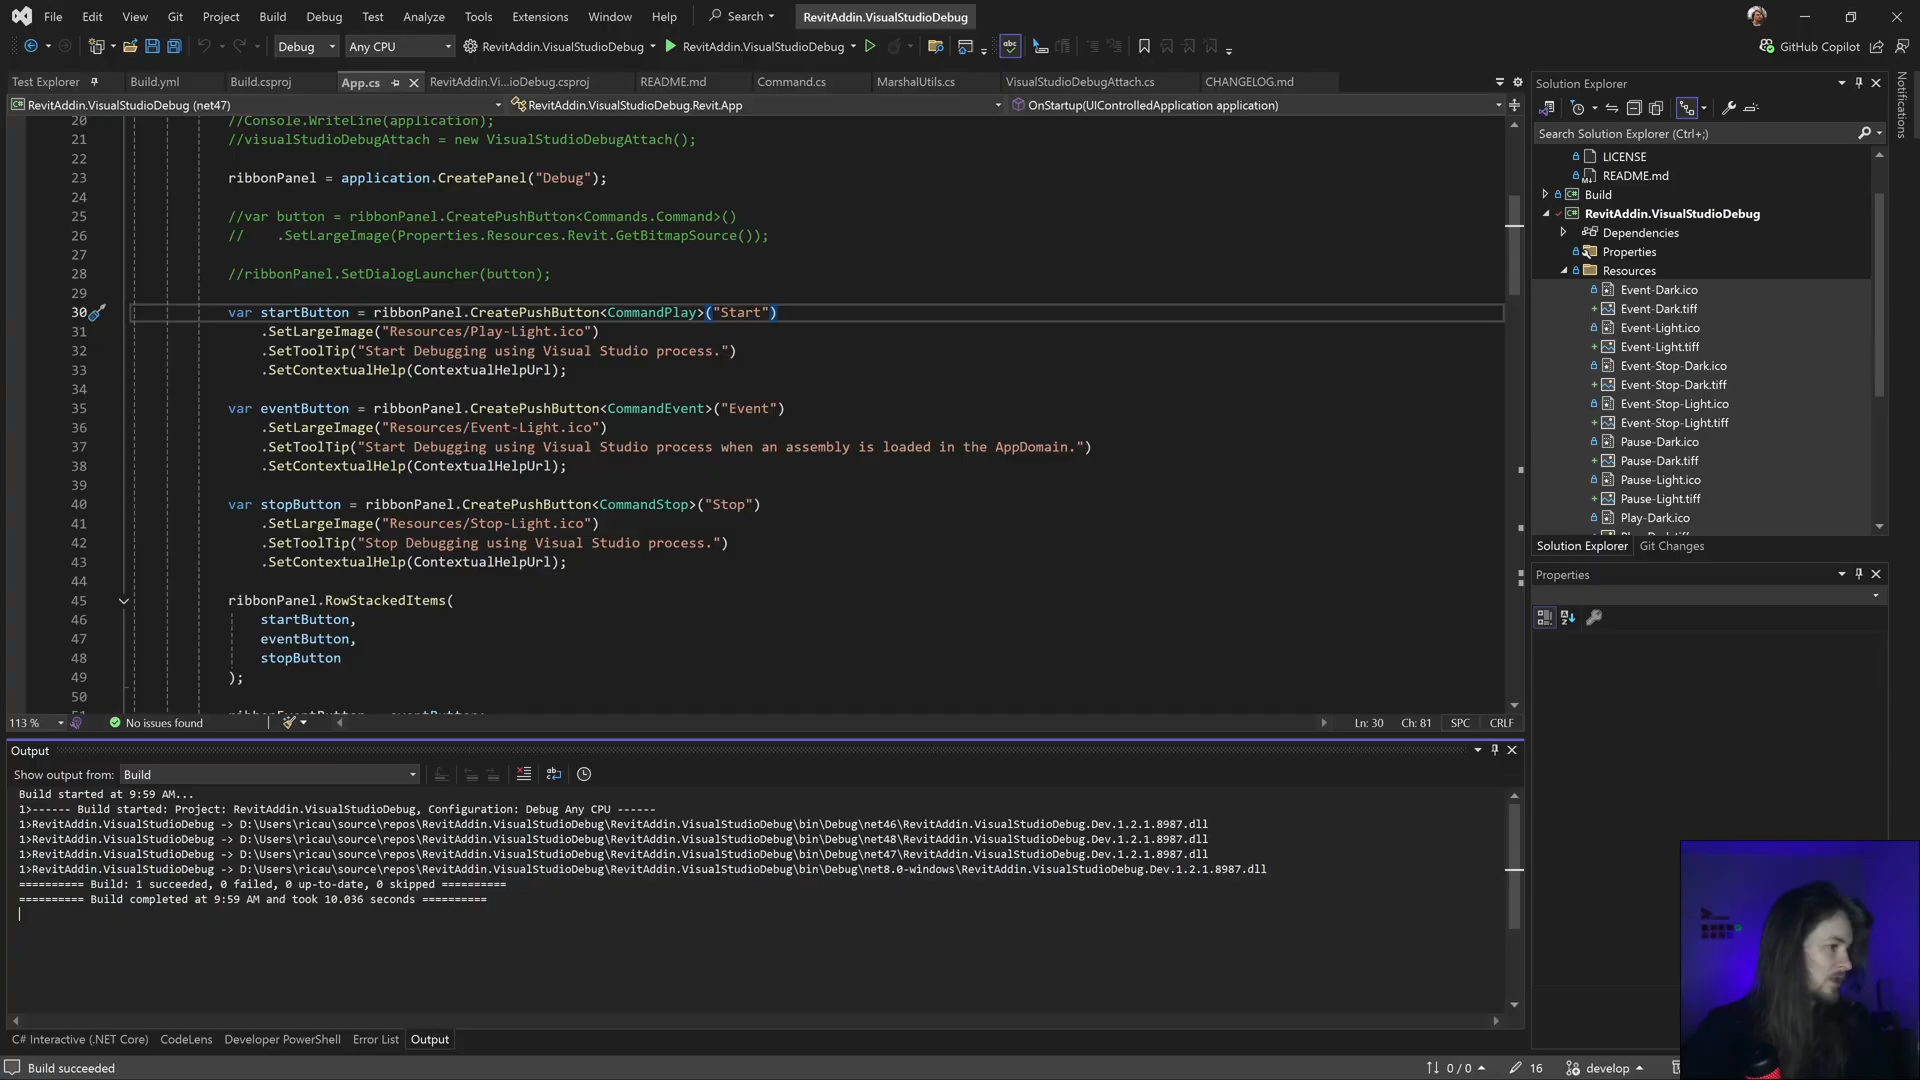 File Edit View Git Project Build Debug Test Analyze Tools Extensions Window Help Search RevitAddin.VisualStudioDebug
Debug Any CPU RevitAddin.VisualStudioDebug RevitAddin.VisualStudioDebug GitHub Copilot
Test Explorer Build.yml Build.csproj App.cs RevitAddin.Vi...ioDebug.csproj README.md Command.cs MarshalUtils.cs VisualStudioDebugAttach.cs CHANGELOG.md
RevitAddin.VisualStudioDebug (net47) RevitAddin.VisualStudioDebug.Revit.App OnStartup(UIControlledApplication application)
20 //Console.WriteLine(application);
21 //visualStudioDebugAttach = new VisualStudioDebugAttach();
22
23 ribbonPanel = application.CreatePanel("Debug");
24
25 //var button = ribbonPanel.CreatePushButton<Commands.Command>()
26 //    .SetLargeImage(Properties.Resources.Revit.GetBitmapSource());
27
28 //ribbonPanel.SetDialogLauncher(button);
29
30 var startButton = ribbonPanel.CreatePushButton<CommandPlay>("Start")
31 .SetLargeImage("Resources/Play-Light.ico")
32 .SetToolTip("Start Debugging using Visual Studio process.")
33 .SetContextualHelp(ContextualHelpUrl);
34
35 var eventButton = ribbonPanel.CreatePushButton<CommandEvent>("Event")
36 .SetLargeImage("Resources/Event-Light.ico")
37 .SetToolTip("Start Debugging using Visual Studio process when an assembly is loaded in the AppDomain.")
38 .SetContextualHelp(ContextualHelpUrl);
39
40 var stopButton = ribbonPanel.CreatePushButton<CommandStop>("Stop")
41 .SetLargeImage("Resources/Stop-Light.ico")
42 .SetToolTip("Stop Debugging using Visual Studio process.")
43 .SetContextualHelp(ContextualHelpUrl);
44
45 ribbonPanel.RowStackedItems(
46 startButton,
47 eventButton,
48 stopButton
49 );
50
113 % No issues found Ln: 30 Ch: 81 SPC CRLF
Output
Show output from: Build
Build started at 9:59 AM...
1>------ Build started: Project: RevitAddin.VisualStudioDebug, Configuration: Debug Any CPU ------
1>RevitAddin.VisualStudioDebug -> D:\Users\ricau\source\repos\RevitAddin.VisualStudioDebug\RevitAddin.VisualStudioDebug\bin\Debug\net46\RevitAddin.VisualStudioDebug.Dev.1.2.1.8987.dll
1>RevitAddin.VisualStudioDebug -> D:\Users\ricau\source\repos\RevitAddin.VisualStudioDebug\RevitAddin.VisualStudioDebug\bin\Debug\net48\RevitAddin.VisualStudioDebug.Dev.1.2.1.8987.dll
1>RevitAddin.VisualStudioDebug -> D:\Users\ricau\source\repos\RevitAddin.VisualStudioDebug\RevitAddin.VisualStudioDebug\bin\Debug\net47\RevitAddin.VisualStudioDebug.Dev.1.2.1.8987.dll
1>RevitAddin.VisualStudioDebug -> D:\Users\ricau\source\repos\RevitAddin.VisualStudioDebug\RevitAddin.VisualStudioDebug\bin\Debug\net8.0-windows\RevitAddin.VisualStudioDebug.Dev.1.2.1.8987.dll
========== Build: 1 succeeded, 0 failed, 0 up-to-date, 0 skipped ==========
========== Build completed at 9:59 AM and took 10.036 seconds ==========
C# Interactive (.NET Core) CodeLens Developer PowerShell Error List Output
Build succeeded 0 / 0 16 develop
Solution Explorer
Search Solution Explorer (Ctrl+;)
LICENSE
README.md
Build
RevitAddin.VisualStudioDebug
Dependencies
Properties
Resources
Event-Dark.ico
Event-Dark.tiff
Event-Light.ico
Event-Light.tiff
Event-Stop-Dark.ico
Event-Stop-Dark.tiff
Event-Stop-Light.ico
Event-Stop-Light.tiff
Pause-Dark.ico
Pause-Dark.tiff
Pause-Light.ico
Pause-Light.tiff
Play-Dark.ico
Solution Explorer Git Changes
Properties
Notifications